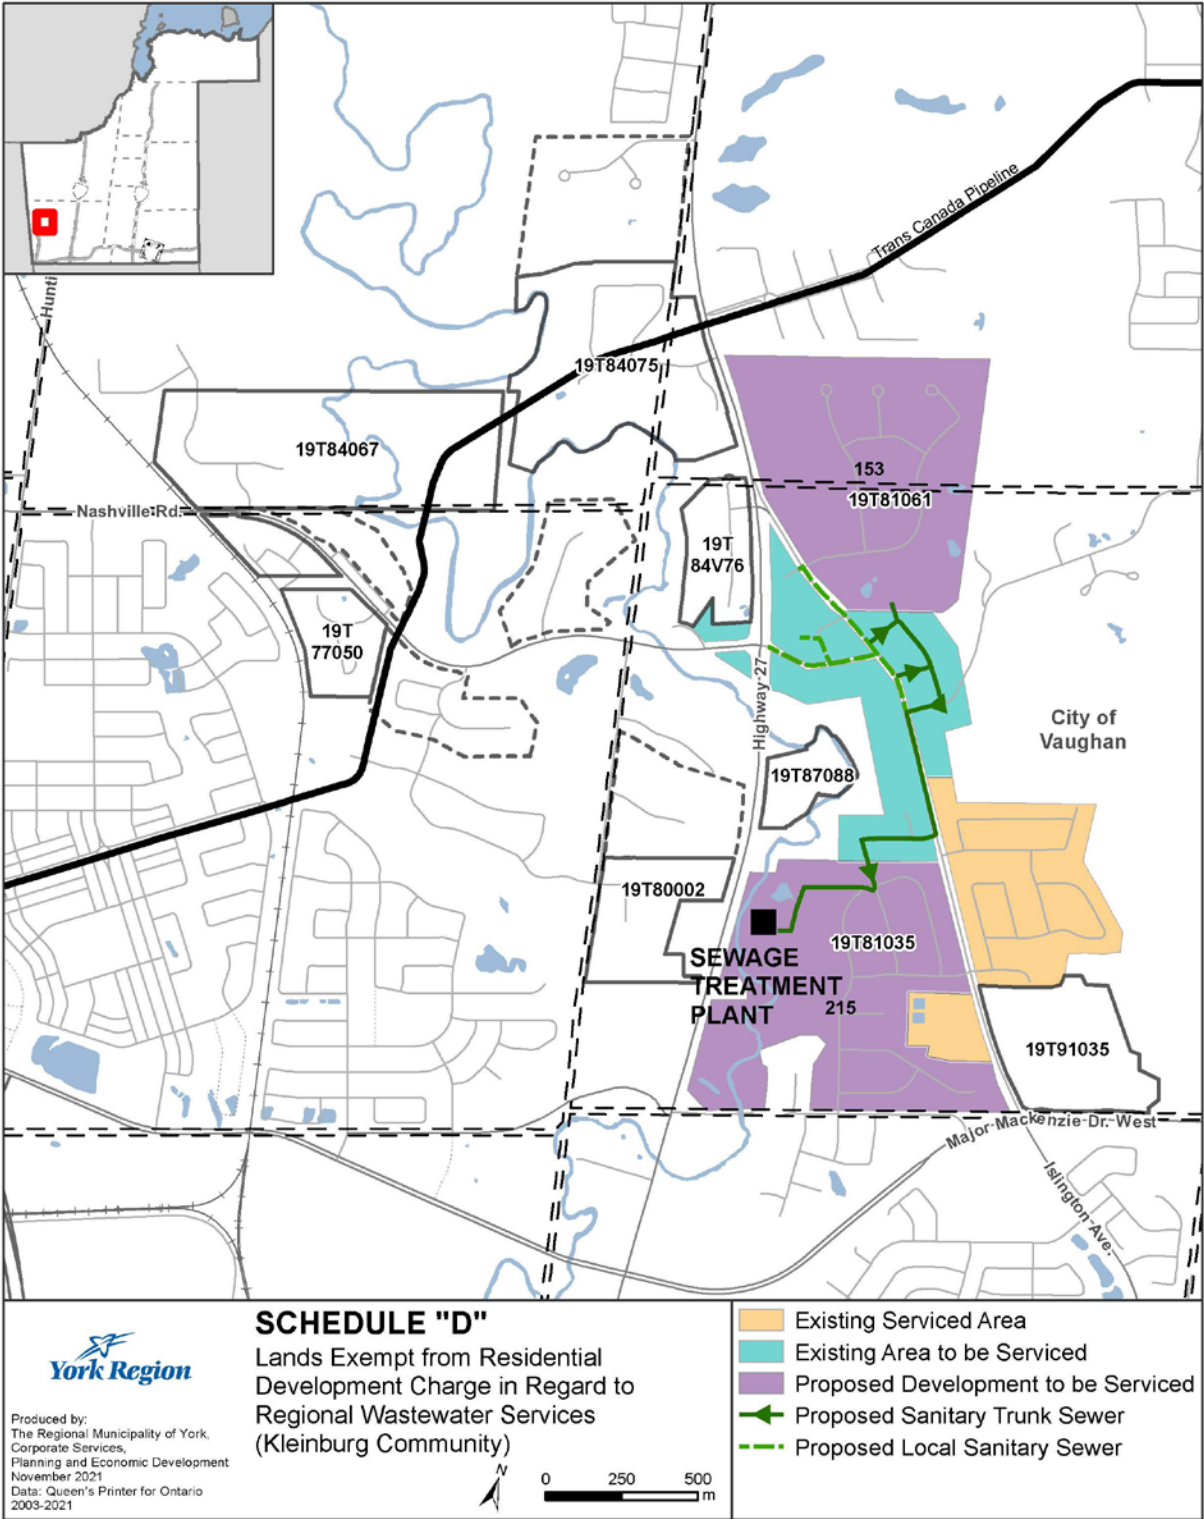 Hunti
Trans Canada Pipeline
19T84075
19T84067
153
19T81061
Nashville Rd.
19T
84V76
19T
77050
Highway 27
City of
Vaughan
19T87088
19T80002
19T81035
SEWAGE
TREATMENT
PLANT
215
19T91035
Major Mackenzie Dr. West
Islington Ave.
York Region
Produced by:
The Regional Municipality of York,
Corporate Services,
Planning and Economic Development
November 2021
Data: Queen's Printer for Ontario
2003-2021
SCHEDULE "D"
Lands Exempt from Residential
Development Charge in Regard to
Regional Wastewater Services
(Kleinburg Community)
N
0 250 500
m
Existing Serviced Area
Existing Area to be Serviced
Proposed Development to be Serviced
Proposed Sanitary Trunk Sewer
Proposed Local Sanitary Sewer